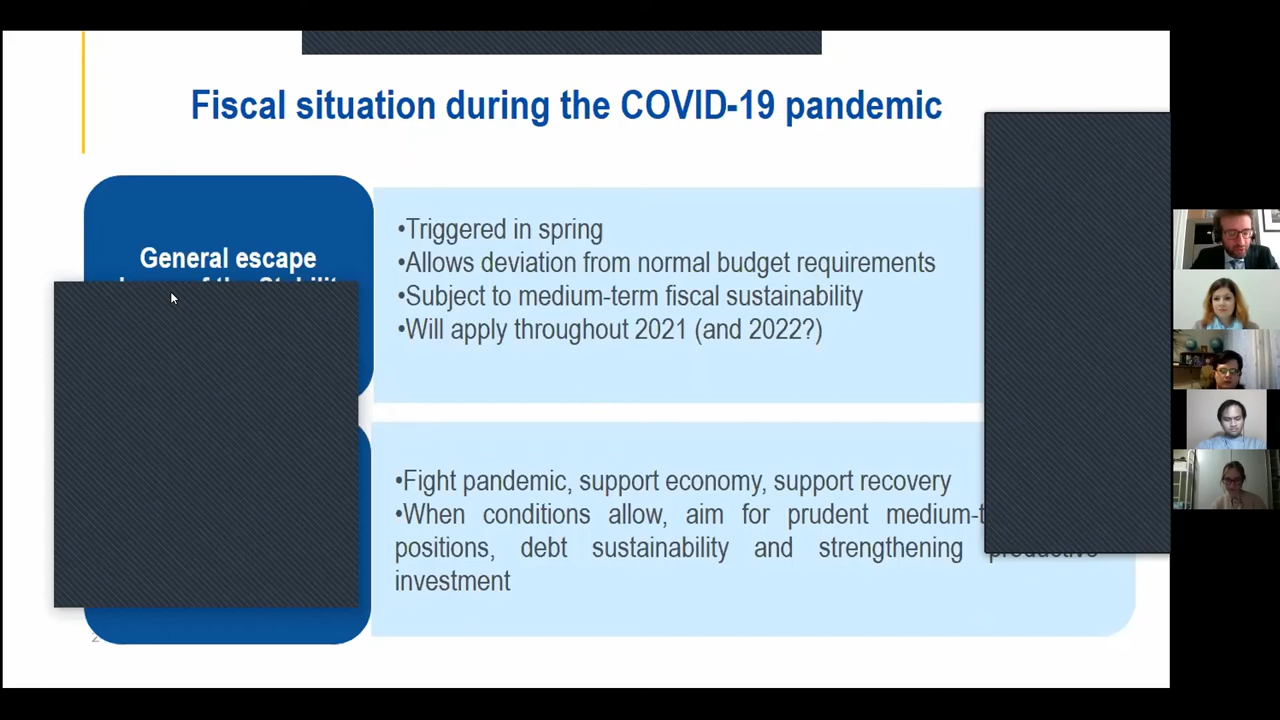 Fiscal situation during the COVID-19 pandemic
General escape
•Triggered in spring
•Allows deviation from normal budget requirements
•Subject to medium-term fiscal sustainability
•Will apply throughout 2021 (and 2022?)
•Fight pandemic, support economy, support recovery
•When conditions allow, aim for prudent
positions, debt sustainability and strengthening
investment